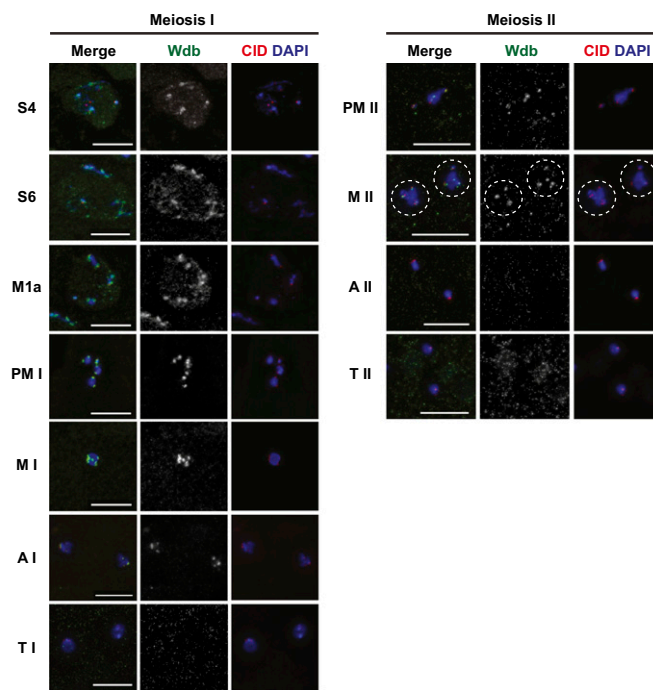 Meiosis I
Merge Wdb CID DAPI
S4
S6
M1a
PM I
M I
A I
T I
Meiosis II
Merge Wdb CID DAPI
PM II
M II
A II
T II